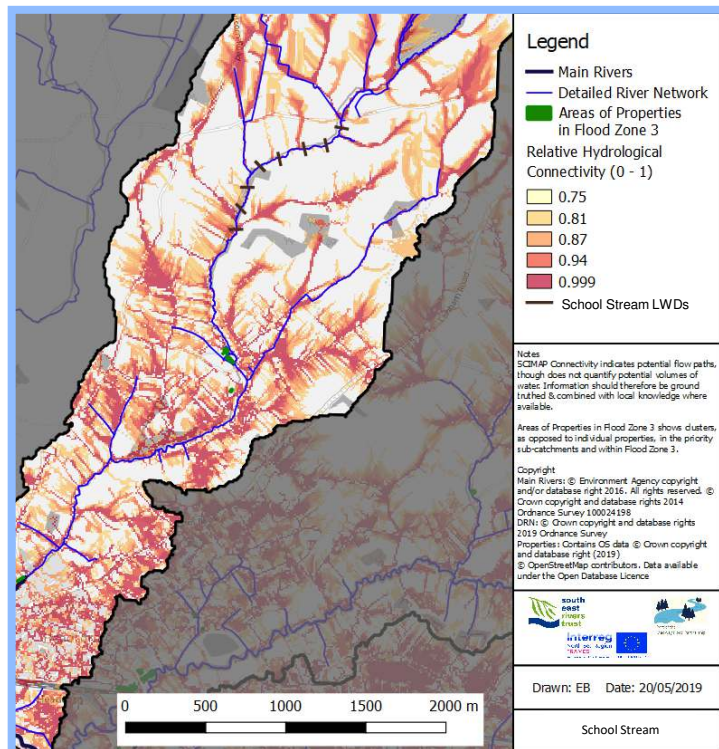 Legend
Main Rivers
Detailed River Network
Areas of Properties
in Flood Zone 3
Relative Hydrological
Connectivity (0 - 1)
0.75
0.81
0.87
0.94
0.999
School Stream LWDs
Notes
SCIMAP Connectivity indicates potential flow paths,
though does not quantify potential volumes of
water. Information should therefore be ground
truthed & combined with local knowledge where
available.
Areas of Properties in Flood Zone 3 shows clusters,
as opposed to individual properties, in the priority
sub-catchments and within Flood Zone 3.
Copyright
Main Rivers: © Environment Agency copyright
and/or database right 2016. All rights reserved. ©
Crown copyright and database rights 2014
Ordnance Survey 100024198
DRN: © Crown copyright and database rights
2019 Ordnance Survey
Properties: Contains OS data © Crown copyright
and database right (2019)
© OpenStreetMap contributors. Data available
under the Open Database Licence
south
east
rivers
trust
Interreg
North Sea Region
Drawn: EB Date: 20/05/2019
School Stream
0 500 1000 1500 2000 m